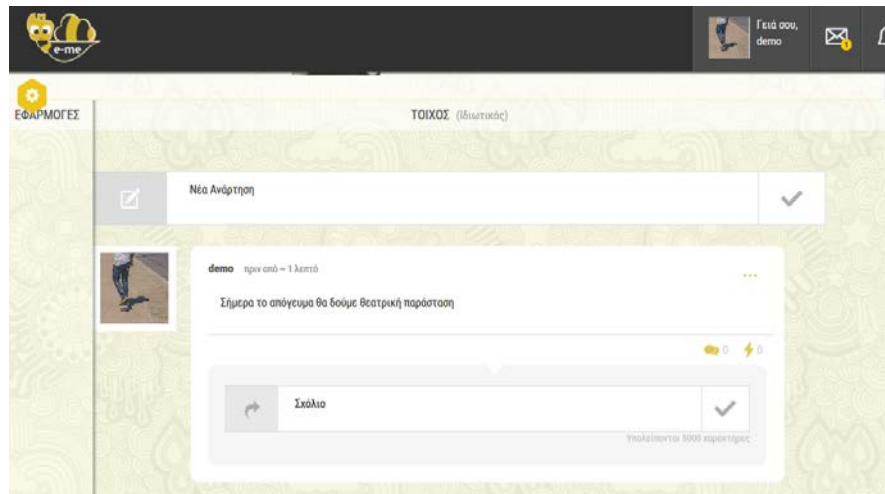 e-me
Γειά σου,
demo
1
ΕΦΑΡΜΟΓΕΣ
ΤΟΙΧΟΣ (Ιδιωτικός)
Νέα Ανάρτηση
demo πριν από ~ 1 λεπτό
...
Σήμερα το απόγευμα θα δούμε θεατρική παράσταση
0 0
Σχόλιο
Υπολείπονται 5000 χαρακτήρες